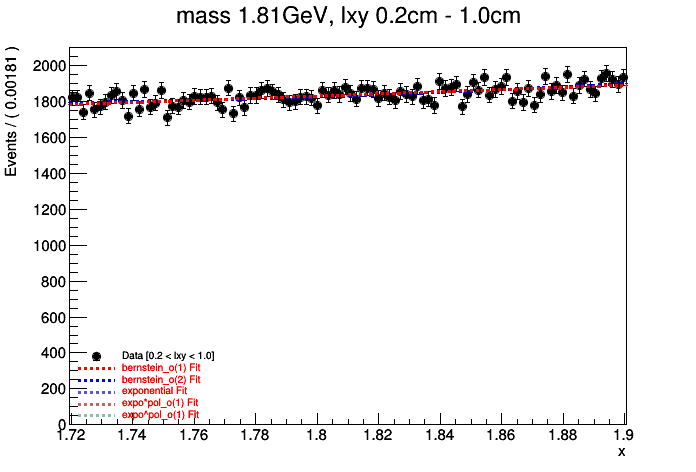 mass 1.81GeV, lxy 0.2cm - 1.0cm
Events / ( 0.00181 )
2000
1800
1600
1400
1200
1000
800
600
400
200
0
Data [0.2 < lxy < 1.0]
bernstein_o(1) Fit
bernstein_o(2) Fit
exponential Fit
expo*pol_o(1) Fit
expo^pol_o(1) Fit
1.72 1.74 1.76 1.78 1.8 1.82 1.84 1.86 1.88 1.9
x